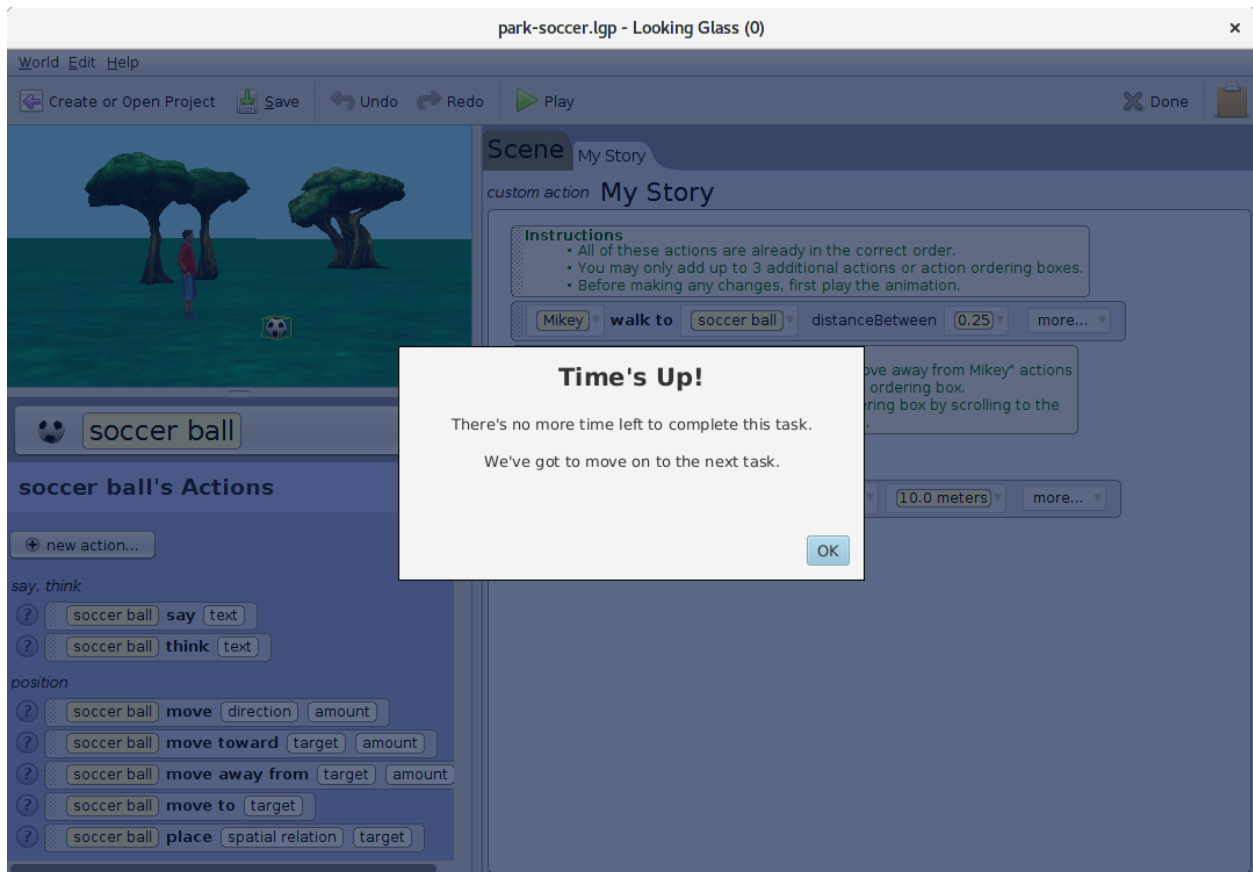 park-soccer.lgp - Looking Glass (0)
World Edit Help
Create or Open Project Save Undo Redo Play Done
Scene My Story
custom action My Story
Instructions
• All of these actions are already in the correct order.
• You may only add up to 3 additional actions or action ordering boxes.
• Before making any changes, first play the animation.
Mikey walk to soccer ball distanceBetween 0.25 more...
away from Mikey" actions
ordering box.
box by scrolling to the
10.0 meters more...
Time's Up!
There's no more time left to complete this task.
We've got to move on to the next task.
OK
soccer ball
soccer ball's Actions
new action...
say, think
? soccer ball say text
? soccer ball think text
position
? soccer ball move direction amount
? soccer ball move toward target amount
? soccer ball move away from target amount
? soccer ball move to target
? soccer ball place spatial relation target